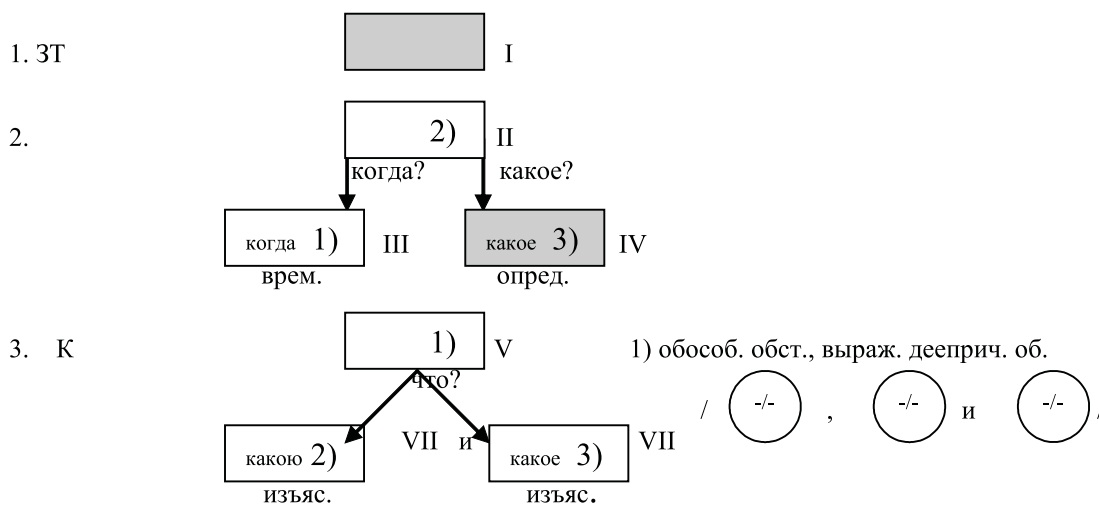 1. ЗТ I
2. 2) II
когда? какое?
когда 1) III какое 3) IV
врем. опред.
3. К 1) V 1) обособ. обст., выраж. дееприч. об.
что?
/ -/- , -/- и -/- /
какою 2) VII и какое 3) VII
изъяс. изъяс.